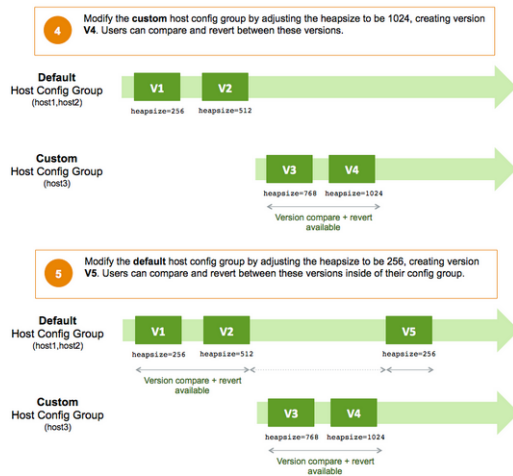 4
Modify the custom host config group by adjusting the heapsize to be 1024, creating version
V4. Users can compare and revert between these versions.
Default
Host Config Group
(host1,host2)
V1 V2
heapsize=256 heapsize=512
Custom
Host Config Group
(host3)
V3 V4
heapsize=768 heapsize=1024
Version compare + revert
available
5
Modify the default host config group by adjusting the heapsize to be 256, creating version
V5. Users can compare and revert between these versions inside of their config group.
Default
Host Config Group
(host1,host2)
V1 V2 V5
heapsize=256 heapsize=512 heapsize=256
Version compare + revert
available
Custom
Host Config Group
(host3)
V3 V4
heapsize=768 heapsize=1024
Version compare + revert
available